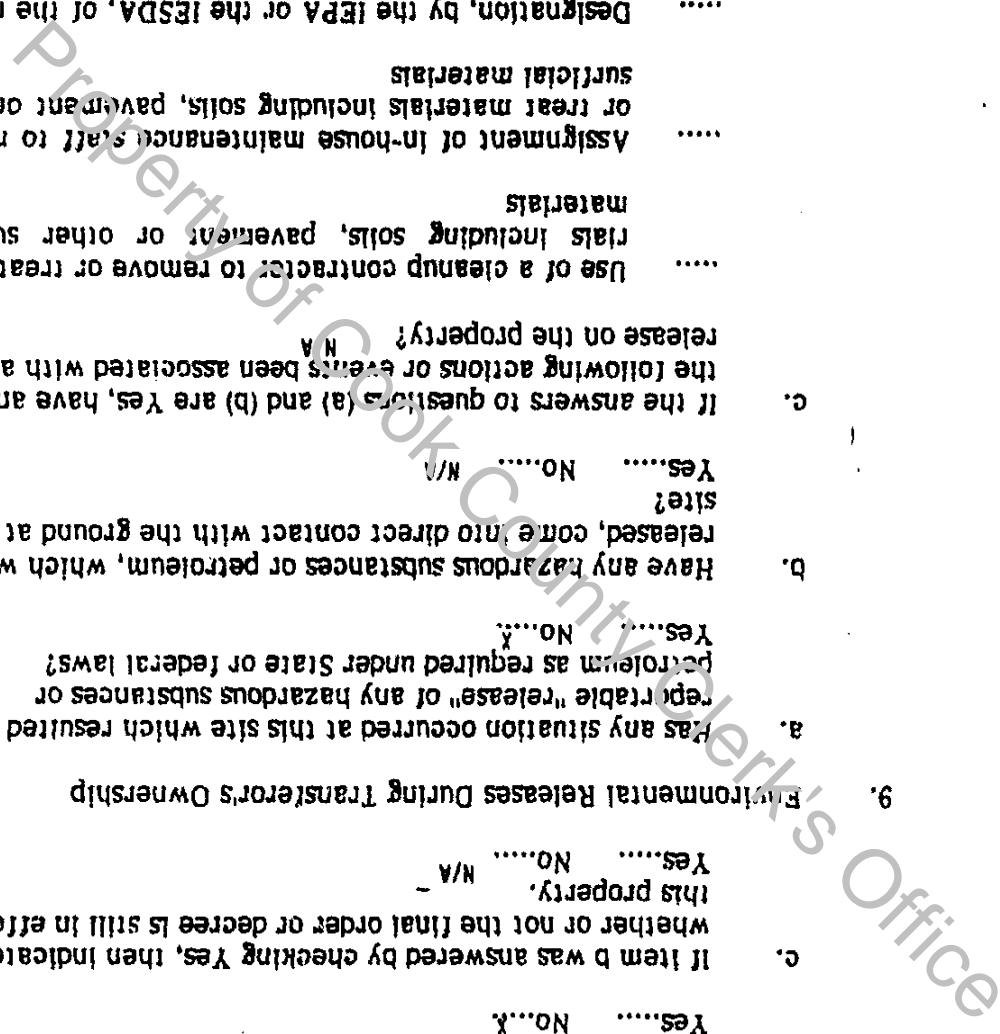 Yes..... No...x
c. If item b was answered by checking Yes, then indicate
whether or not the final order or decree is still in effe
this property.
Yes..... No..... N/A
9. Environmental Releases During Transferor's Ownership
a. Has any situation occurred at this site which resulted
reportable "release" of any hazardous substances or
petroleum as required under State or federal laws?
Yes..... No...x.
b. Have any hazardous substances or petroleum, which w
released, come into direct contact with the ground at
site?
Yes..... No..... N/A
c. If the answers to questions (a) and (b) are Yes, have an
the following actions or events been associated with a
release on the property? NA
..... Use of a cleanup contractor to remove or treat
rials including soils, pavement or other su
materials
..... Assignment of in-house maintenance staff to r
or treat materials including soils, pavement or
surficial materials
..... Designation, by the IEPA or the IESDA, of the r
Property of Cook County Clerk's Office